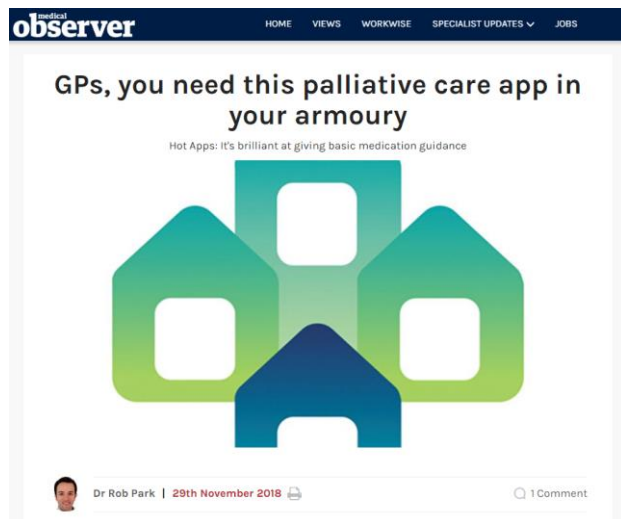 medical
observer
HOME VIEWS WORKWISE SPECIALIST UPDATES JOBS
GPs, you need this palliative care app in
your armoury
Hot Apps: It's brilliant at giving basic medication guidance
Dr Rob Park | 29th November 2018
1 Comment